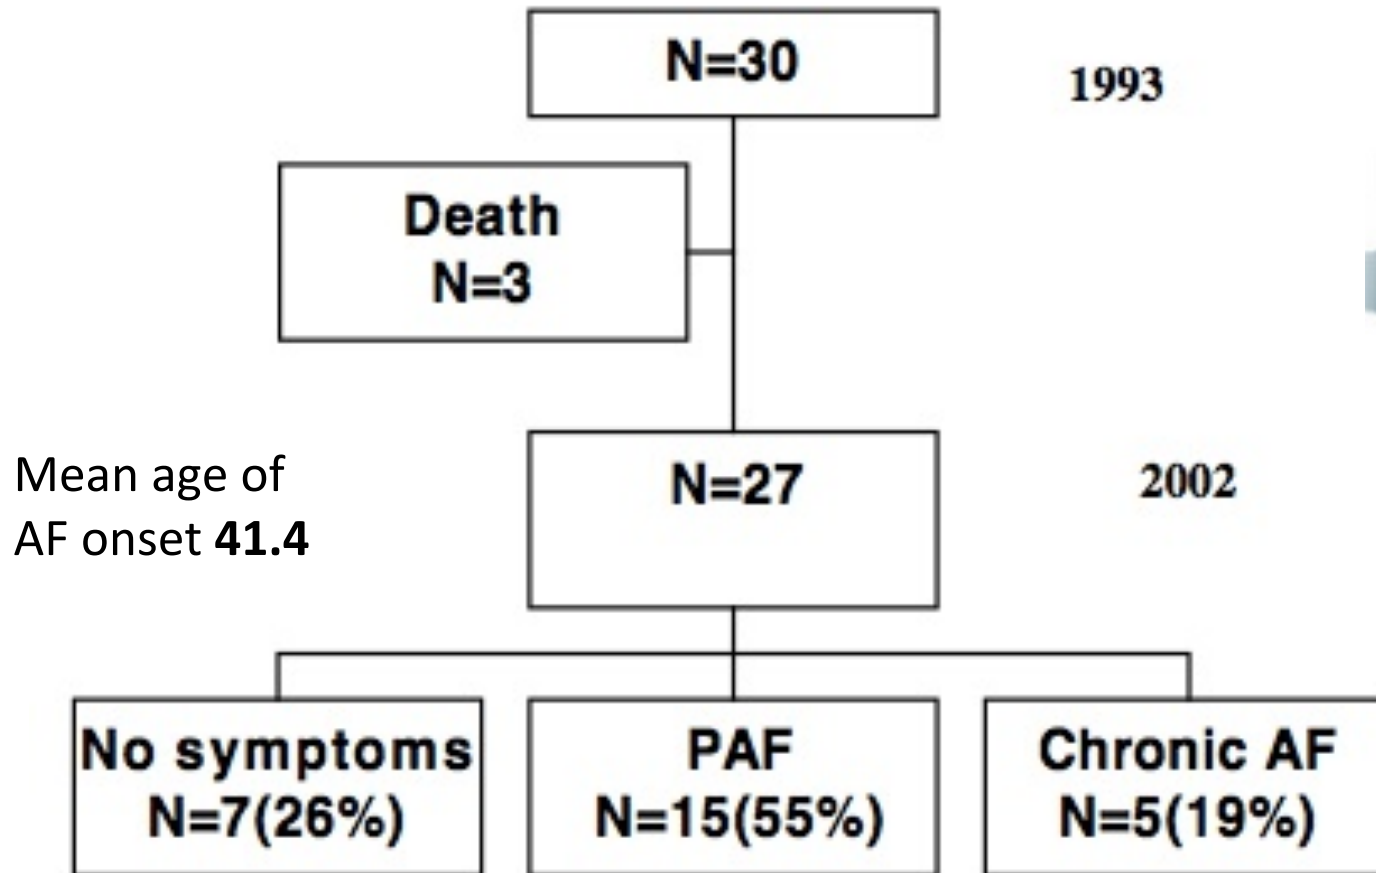 N=30
1993
Death
N=3
Mean age of
AF onset 41.4
N=27
2002
No symptoms
N=7(26%)
PAF
N=15(55%)
Chronic AF
N=5(19%)